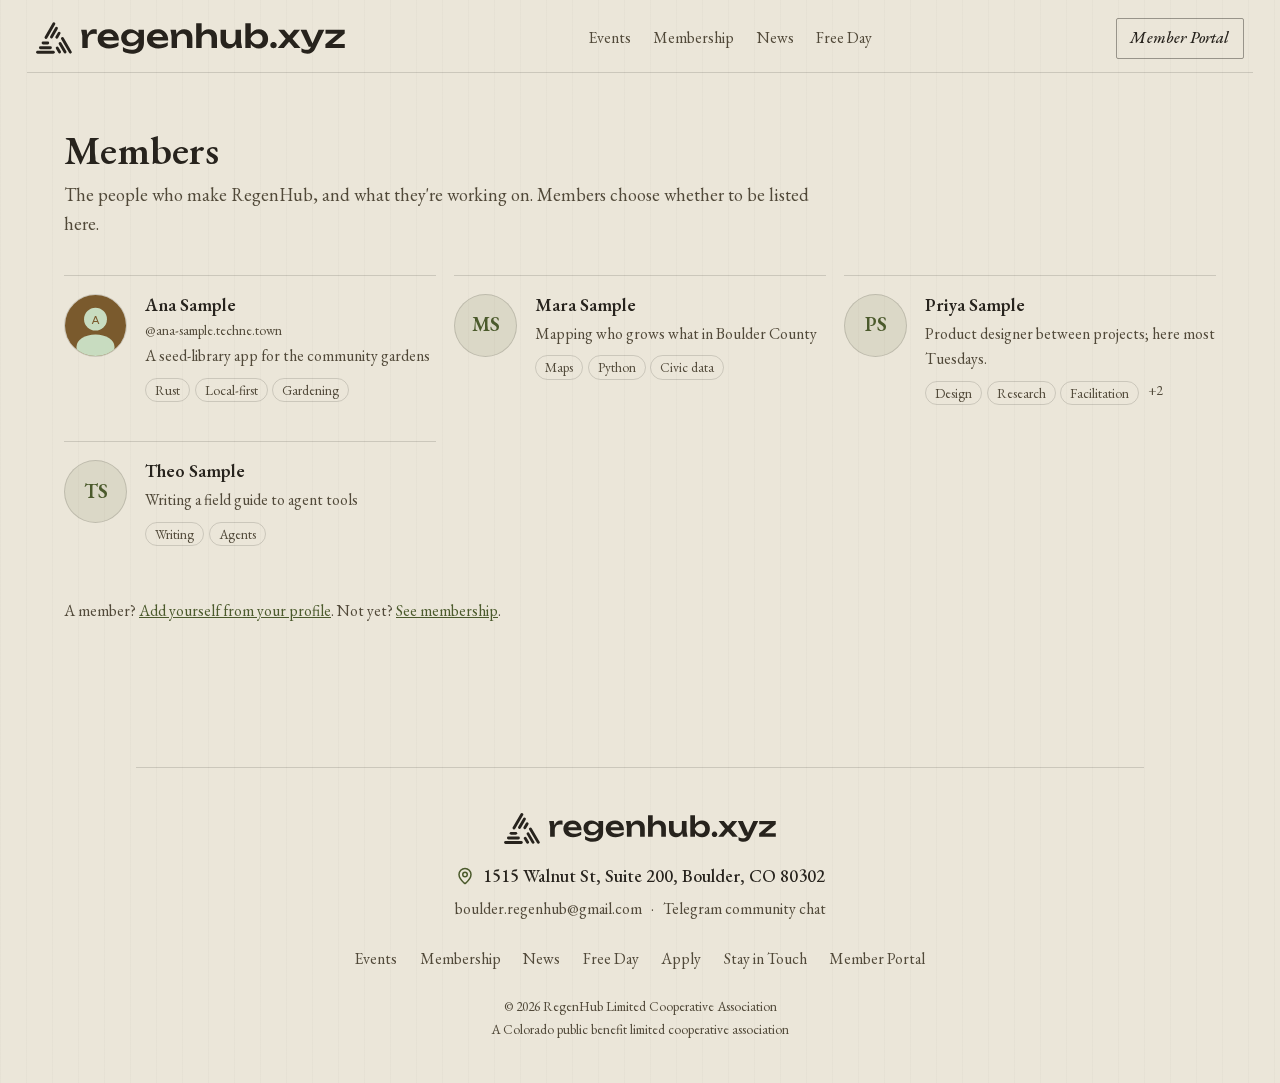 regenhub.xyz
Events Membership News Free Day
Member Portal
Members
The people who make RegenHub, and what they're working on. Members choose whether to be listed
here.
A
Ana Sample
@ana-sample.techne.town
A seed-library app for the community gardens
Rust Local-first Gardening
MS
Mara Sample
Mapping who grows what in Boulder County
Maps Python Civic data
PS
Priya Sample
Product designer between projects; here most
Tuesdays.
Design Research Facilitation +2
TS
Theo Sample
Writing a field guide to agent tools
Writing Agents
A member? Add yourself from your profile. Not yet? See membership.
regenhub.xyz
1515 Walnut St, Suite 200, Boulder, CO 80302
boulder.regenhub@gmail.com · Telegram community chat
Events Membership News Free Day Apply Stay in Touch Member Portal
© 2026 RegenHub Limited Cooperative Association
A Colorado public benefit limited cooperative association